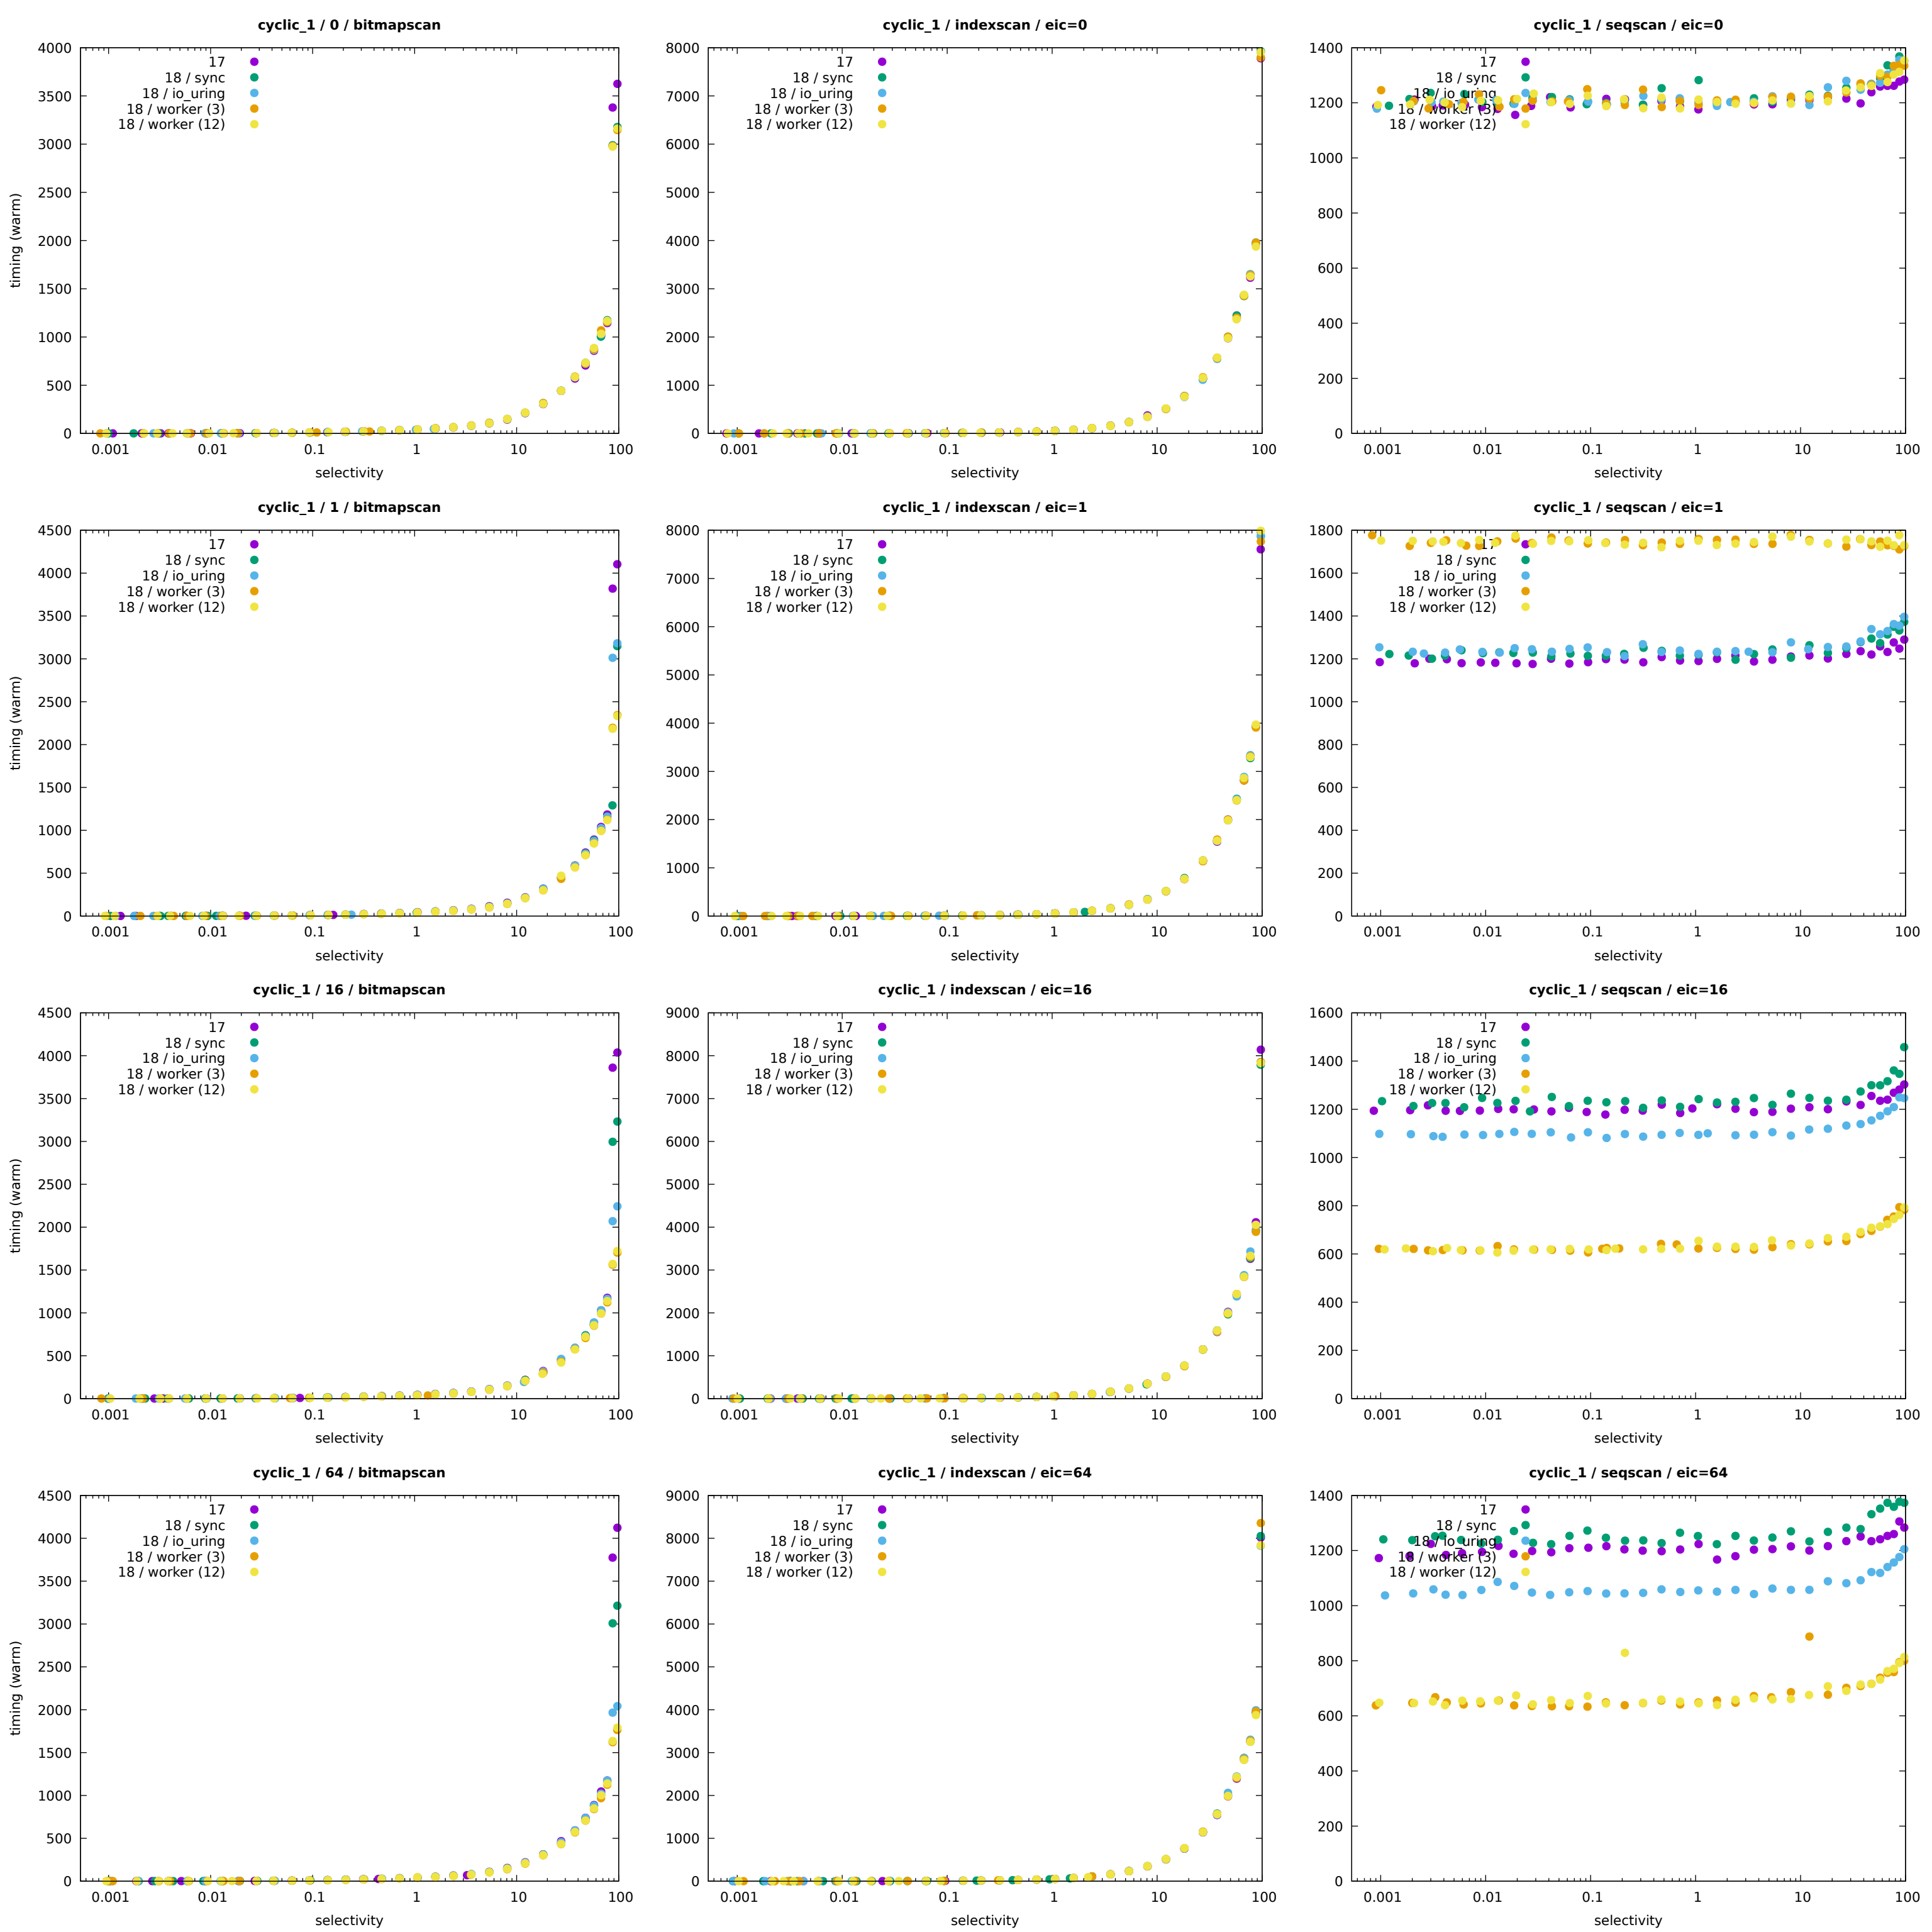 cyclic_1 / 0 / bitmapscan
4000
3500
3000
2500
2000
1500
1000
500
0
timing (warm)
17
18 / sync
18 / io_uring
18 / worker (3)
18 / worker (12)
0.001 0.01 0.1 1 10 100
selectivity
cyclic_1 / indexscan / eic=0
8000
7000
6000
5000
4000
3000
2000
1000
0
17
18 / sync
18 / io_uring
18 / worker (3)
18 / worker (12)
0.001 0.01 0.1 1 10 100
selectivity
cyclic_1 / seqscan / eic=0
1400
1200
1000
800
600
400
200
0
17
18 / sync
18 / io_uring
18 / worker (3)
18 / worker (12)
0.001 0.01 0.1 1 10 100
selectivity
cyclic_1 / 1 / bitmapscan
4500
4000
3500
3000
2500
2000
1500
1000
500
0
timing (warm)
17
18 / sync
18 / io_uring
18 / worker (3)
18 / worker (12)
0.001 0.01 0.1 1 10 100
selectivity
cyclic_1 / indexscan / eic=1
8000
7000
6000
5000
4000
3000
2000
1000
0
17
18 / sync
18 / io_uring
18 / worker (3)
18 / worker (12)
0.001 0.01 0.1 1 10 100
selectivity
cyclic_1 / seqscan / eic=1
1800
1600
1400
1200
1000
800
600
400
200
0
17
18 / sync
18 / io_uring
18 / worker (3)
18 / worker (12)
0.001 0.01 0.1 1 10 100
selectivity
cyclic_1 / 16 / bitmapscan
4500
4000
3500
3000
2500
2000
1500
1000
500
0
timing (warm)
17
18 / sync
18 / io_uring
18 / worker (3)
18 / worker (12)
0.001 0.01 0.1 1 10 100
selectivity
cyclic_1 / indexscan / eic=16
9000
8000
7000
6000
5000
4000
3000
2000
1000
0
17
18 / sync
18 / io_uring
18 / worker (3)
18 / worker (12)
0.001 0.01 0.1 1 10 100
selectivity
cyclic_1 / seqscan / eic=16
1600
1400
1200
1000
800
600
400
200
0
17
18 / sync
18 / io_uring
18 / worker (3)
18 / worker (12)
0.001 0.01 0.1 1 10 100
selectivity
cyclic_1 / 64 / bitmapscan
4500
4000
3500
3000
2500
2000
1500
1000
500
0
timing (warm)
17
18 / sync
18 / io_uring
18 / worker (3)
18 / worker (12)
0.001 0.01 0.1 1 10 100
selectivity
cyclic_1 / indexscan / eic=64
9000
8000
7000
6000
5000
4000
3000
2000
1000
0
17
18 / sync
18 / io_uring
18 / worker (3)
18 / worker (12)
0.001 0.01 0.1 1 10 100
selectivity
cyclic_1 / seqscan / eic=64
1400
1200
1000
800
600
400
200
0
17
18 / sync
18 / io_uring
18 / worker (3)
18 / worker (12)
0.001 0.01 0.1 1 10 100
selectivity